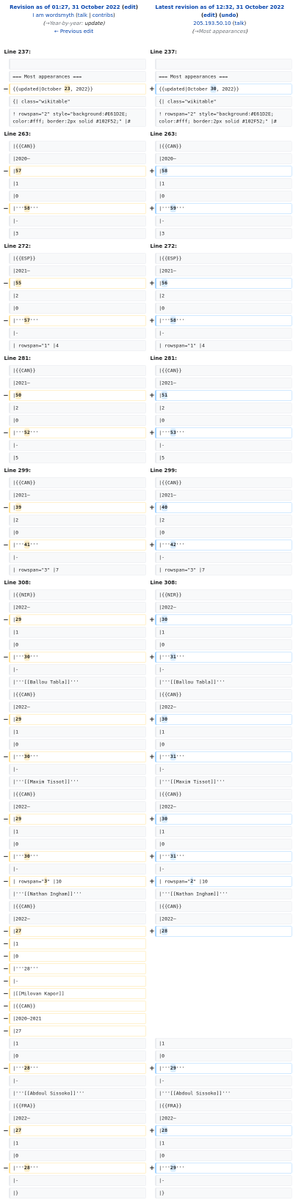 Revision as of 01:27, 31 October 2022 (edit)
I am wordsmyth (talk | contribs)
(→Year-by-year: update)
← Previous edit
Line 237:
=== Most appearances ===
− {{updated|October 23, 2022}}
{| class="wikitable"
! rowspan="2" style="background:#E61D2E;
color:#fff; border:2px solid #102F52;" |#
Line 263:
|{{CAN}}
|2020–
− |57
|1
|0
− |'''58'''
|-
|3
Line 272:
|{{ESP}}
|2021–
− |55
|2
|0
− |'''57'''
|-
| rowspan="1" |4
Line 281:
|{{CAN}}
|2021–
− |50
|2
|0
− |'''52'''
|-
|5
Line 299:
|{{CAN}}
|2021–
− |39
|2
|0
− |'''41'''
|-
| rowspan="3" |7
Line 308:
|{{NIR}}
|2022–
− |29
|1
|0
− |'''30'''
|-
|'''[[Ballou Tabla]]'''
|{{CAN}}
|2022–
− |29
|1
|0
− |'''30'''
|-
|'''[[Maxim Tissot]]'''
|{{CAN}}
|2022–
− |29
|1
|0
− |'''30'''
|-
− | rowspan="3" |10
|'''[[Nathan Ingham]]'''
|{{CAN}}
|2022–
− |27
− |1
− |0
− |'''28'''
− |-
− |[[Milovan Kapor]]
− |{{CAN}}
− |2020–2021
− |27
|1
|0
− |'''28'''
|-
|'''[[Abdoul Sissoko]]'''
|{{FRA}}
|2022–
− |27
|1
|0
− |'''28'''
|-
|}
Latest revision as of 12:32, 31 October 2022
(edit) (undo)
205.193.50.10 (talk)
(→Most appearances)
Line 237:
=== Most appearances ===
+ {{updated|October 30, 2022}}
{| class="wikitable"
! rowspan="2" style="background:#E61D2E;
color:#fff; border:2px solid #102F52;" |#
Line 263:
|{{CAN}}
|2020–
+ |58
|1
|0
+ |'''59'''
|-
|3
Line 272:
|{{ESP}}
|2021–
+ |56
|2
|0
+ |'''58'''
|-
| rowspan="1" |4
Line 281:
|{{CAN}}
|2021–
+ |51
|2
|0
+ |'''53'''
|-
|5
Line 299:
|{{CAN}}
|2021–
+ |40
|2
|0
+ |'''42'''
|-
| rowspan="3" |7
Line 308:
|{{NIR}}
|2022–
+ |30
|1
|0
+ |'''31'''
|-
|'''[[Ballou Tabla]]'''
|{{CAN}}
|2022–
+ |30
|1
|0
+ |'''31'''
|-
|'''[[Maxim Tissot]]'''
|{{CAN}}
|2022–
+ |30
|1
|0
+ |'''31'''
|-
+ | rowspan="2" |10
|'''[[Nathan Ingham]]'''
|{{CAN}}
|2022–
+ |28
|1
|0
+ |'''29'''
|-
|'''[[Abdoul Sissoko]]'''
|{{FRA}}
|2022–
+ |28
|1
|0
+ |'''29'''
|-
|}